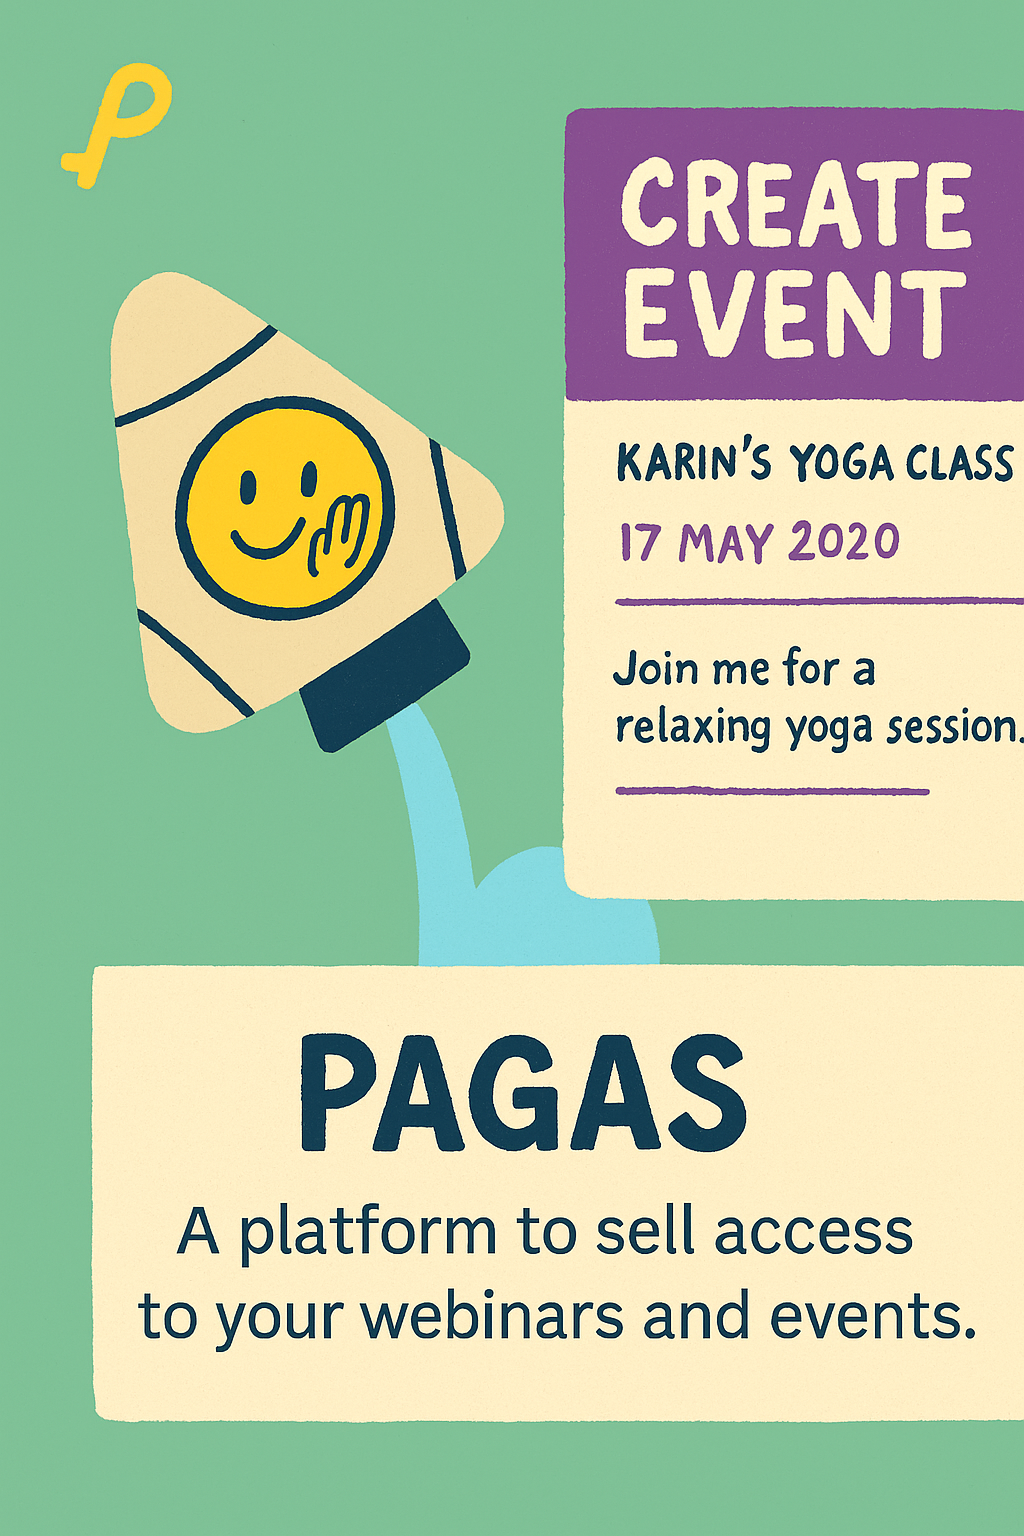 CREATE
EVENT
KARIN'S YOGA CLASS
17 MAY 2020
Join me for a
relaxing yoga session.
PAGAS
A platform to sell access
to your webinars and events.